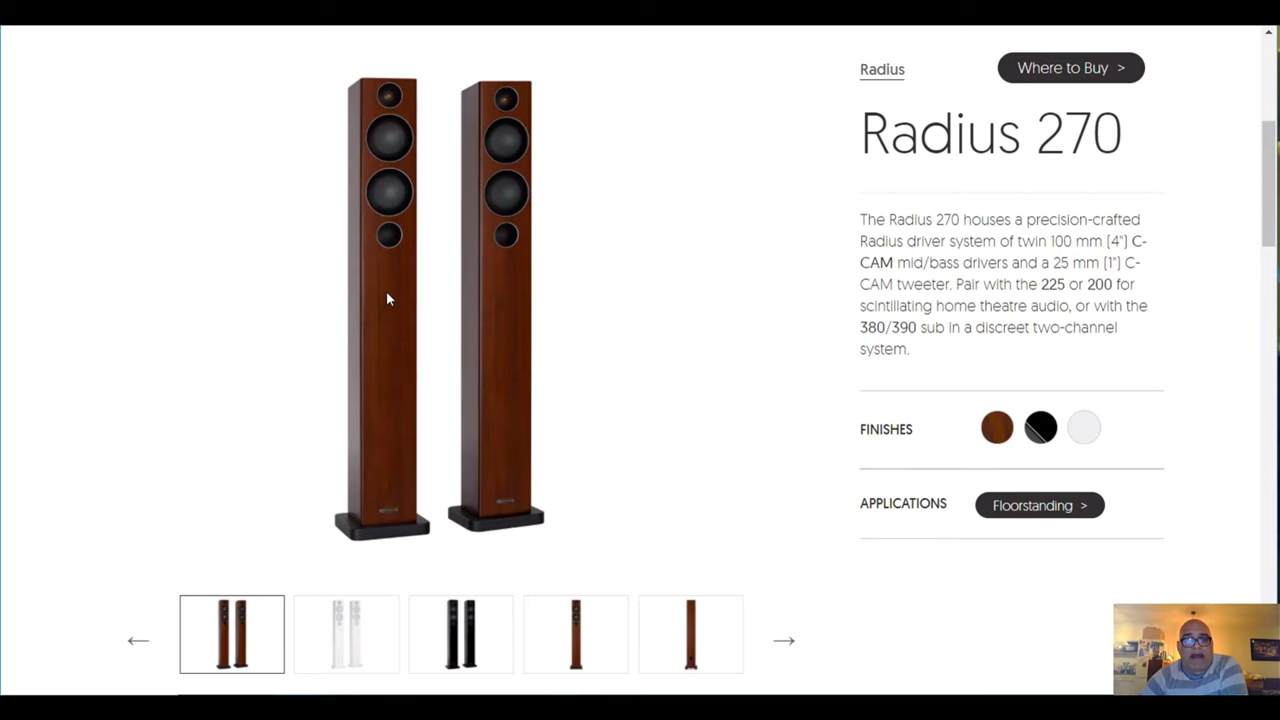 Radius
Where to Buy >
Radius 270
The Radius 270 houses a precision-crafted
Radius driver system of twin 100 mm (4") C-
CAM mid/bass drivers and a 25 mm (1") C-
CAM tweeter. Pair with the 225 or 200 for
scintillating home theatre audio, or with the
380/390 sub in a discreet two-channel
system.
FINISHES
APPLICATIONS
Floorstanding >